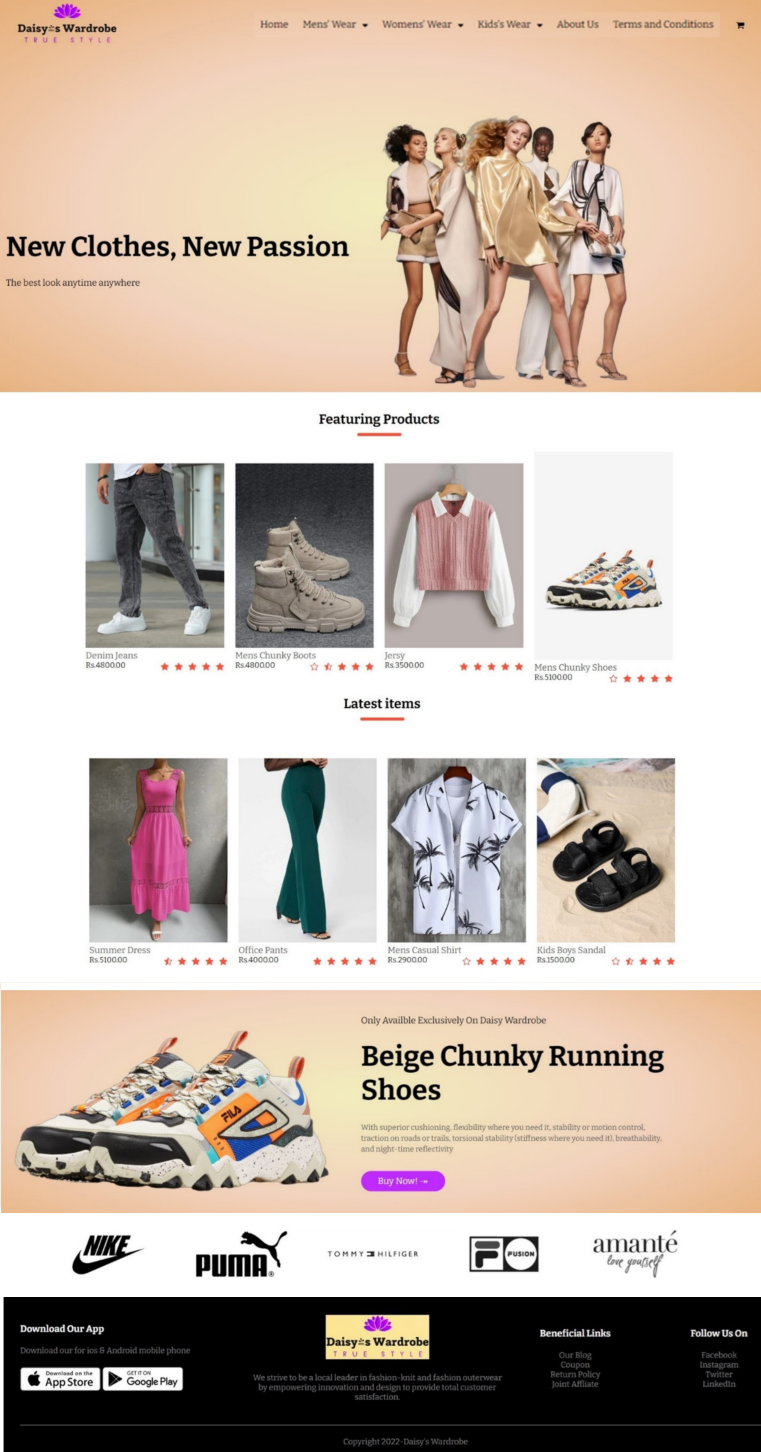 Daisy's Wardrobe
TRUE STYLE
Home Mens' Wear Womens' Wear Kids's Wear About Us Terms and Conditions
New Clothes, New Passion
The best look anytime anywhere
Featuring Products
Denim Jeans
Rs.4800.00
Mens Chunky Boots
Rs.4800.00
Jersy
Rs.3500.00
Mens Chunky Shoes
Rs.5100.00
Latest items
Summer Dress
Rs.5100.00
Office Pants
Rs.4000.00
Mens Casual Shirt
Rs.2900.00
Kids Boys Sandal
Rs.1500.00
Only Availble Exclusively On Daisy Wardrobe
FILA
Beige Chunky Running
Shoes
With superior cushioning, flexibility where you need it, stability or motion control,
traction on roads or trails, torsional stability (stiffness where you need it), breathability,
and night-time reflectivity
Buy Now! →
NIKE
PUMA®
TOMMY HILFIGER
F FUSION
amanté
love yourself
Download Our App
Download our for ios & Android mobile phone
Download on the
App Store
GET IT ON
Google Play
Daisy's Wardrobe
TRUE STYLE
We strive to be a local leader in fashion-knit and fashion outerwear
by empowering innovation and design to provide total customer
satisfaction.
Beneficial Links
Our Blog
Coupon
Return Policy
Joint Affliate
Follow Us On
Facebook
Instagram
Twitter
LinkedIn
Copyright 2022-Daisy's Wardrobe